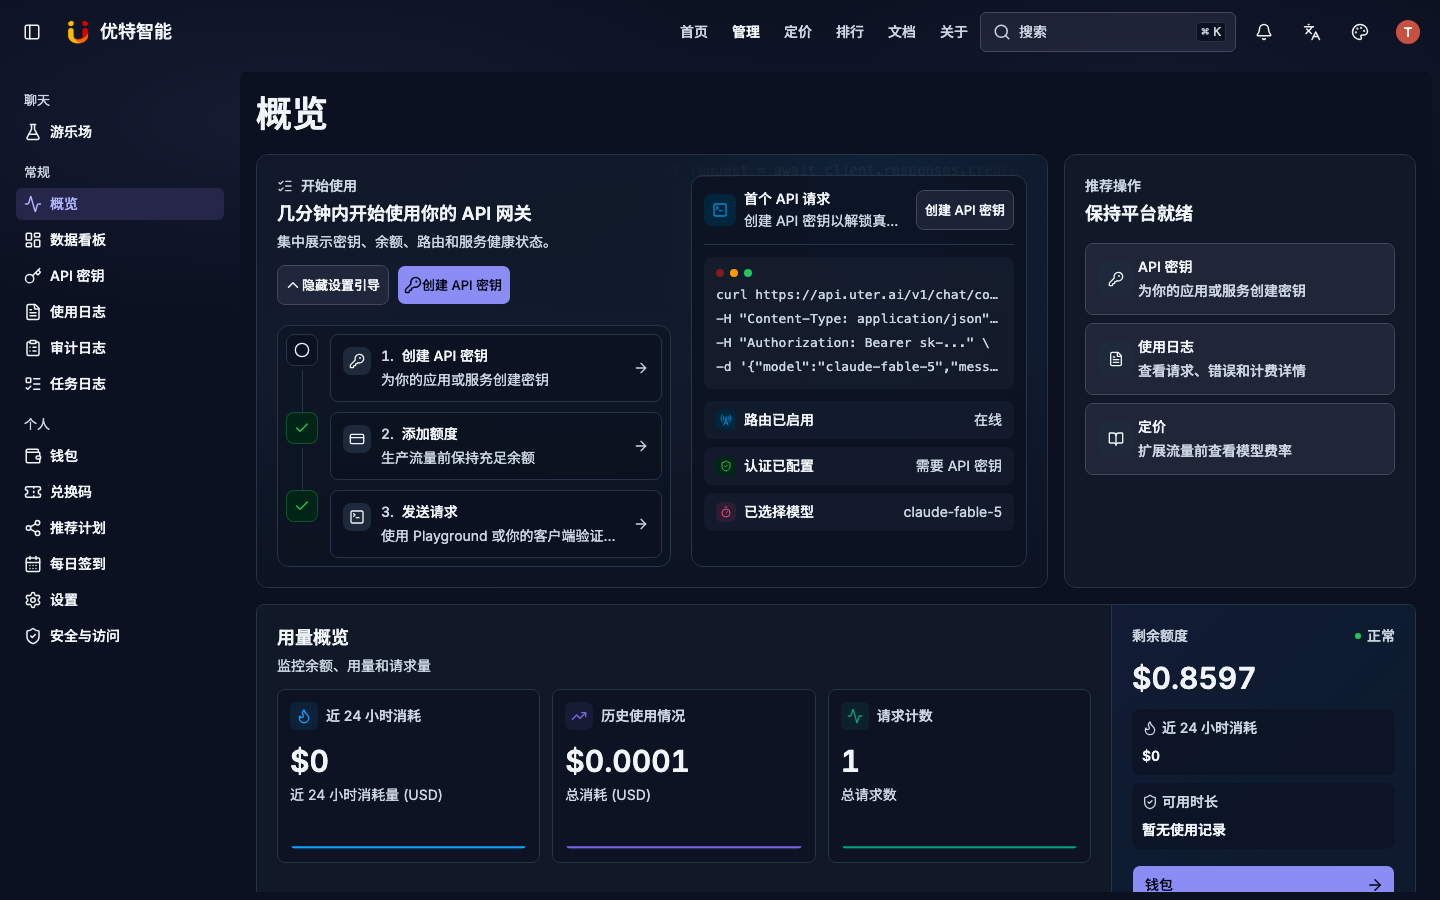 优特智能
首页
管理
定价
排行
文档
关于
搜索
⌘ K
T
聊天
游乐场
常规
概览
数据看板
API 密钥
使用日志
审计日志
任务日志
个人
钱包
兑换码
推荐计划
每日签到
设置
安全与访问
概览
开始使用
几分钟内开始使用你的 API 网关
集中展示密钥、余额、路由和服务健康状态。
隐藏设置引导
创建 API 密钥
1. 创建 API 密钥
为你的应用或服务创建密钥
2. 添加额度
生产流量前保持充足余额
3. 发送请求
使用 Playground 或你的客户端验证...
request = await client.responses.crea
首个 API 请求
创建 API 密钥以解锁真...
创建 API 密钥
curl https://api.uter.ai/v1/chat/co…
-H "Content-Type: application/json"…
-H "Authorization: Bearer sk-..." \
-d '{"model":"claude-fable-5","mess…
路由已启用
在线
认证已配置
需要 API 密钥
已选择模型
claude-fable-5
推荐操作
保持平台就绪
API 密钥
为你的应用或服务创建密钥
使用日志
查看请求、错误和计费详情
定价
扩展流量前查看模型费率
用量概览
监控余额、用量和请求量
近 24 小时消耗
$0
近 24 小时消耗量 (USD)
历史使用情况
$0.0001
总消耗 (USD)
请求计数
1
总请求数
剩余额度
正常
$0.8597
近 24 小时消耗
$0
可用时长
暂无使用记录
钱包